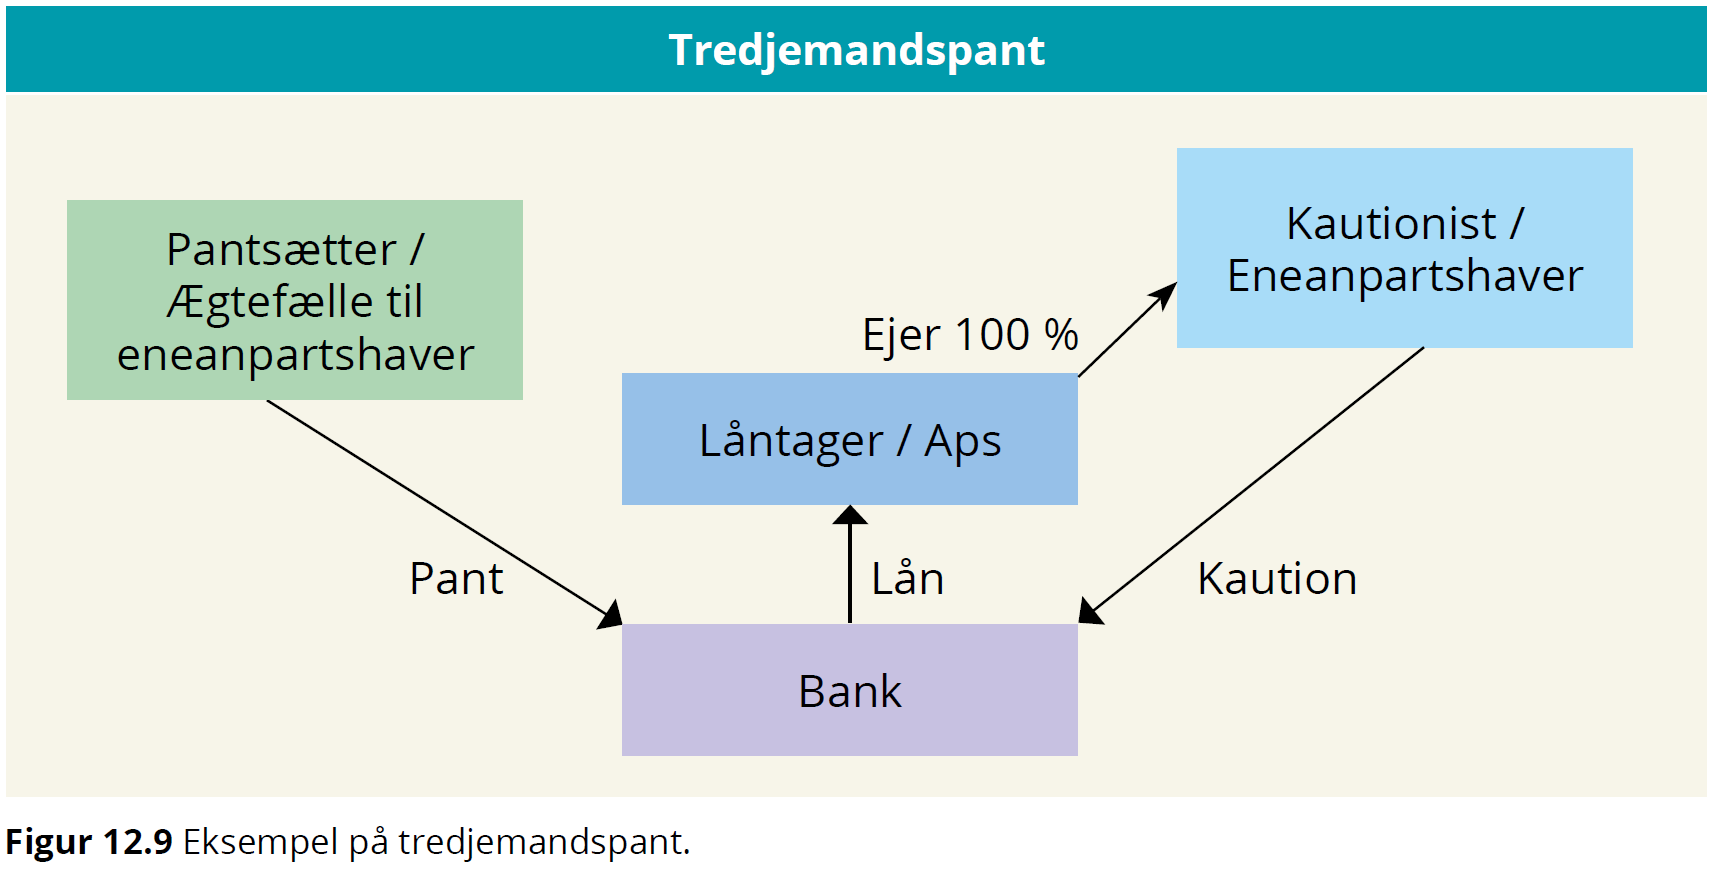 Tredjemandspant
Pantsætter /
Ægtefælle til
eneanpartshaver
Kautionist /
Eneanpartshaver
Ejer 100 %
Låntager / Aps
Pant
Lån
Kaution
Bank
Figur 12.9 Eksempel på tredjemandspant.